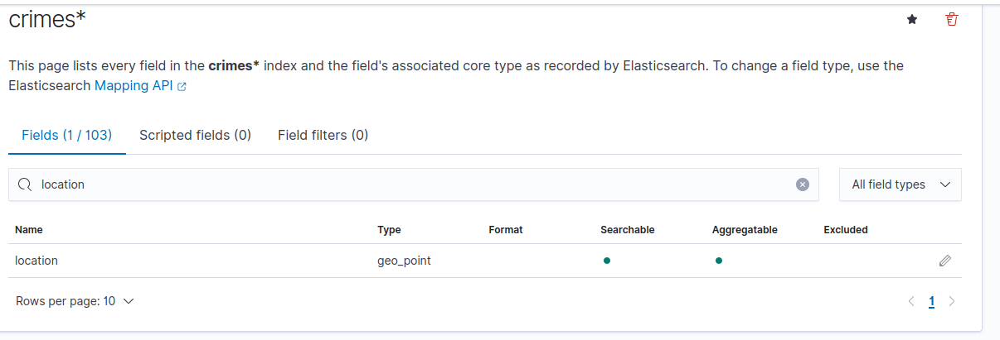 crimes*
This page lists every field in the crimes* index and the field's associated core type as recorded by Elasticsearch. To change a field type, use the
Elasticsearch Mapping API
Fields (1 / 103) Scripted fields (0) Field filters (0)
location All field types
Name Type Format Searchable Aggregatable Excluded
location geo_point
Rows per page: 10 1